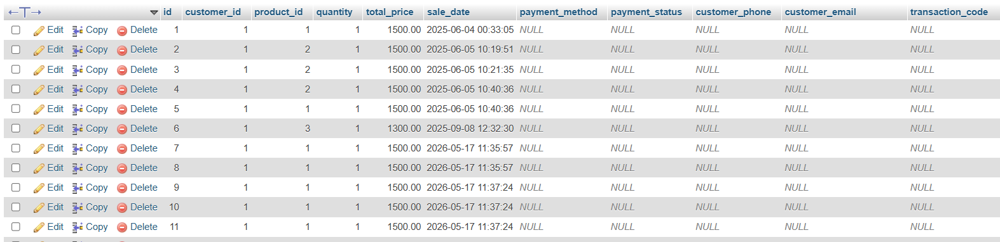 ←T→ id customer_id product_id quantity total_price sale_date payment_method payment_status customer_phone customer_email transaction_code
Edit Copy Delete 1 1 1 1 1500.00 2025-06-04 00:33:05 NULL NULL NULL NULL NULL
Edit Copy Delete 2 1 2 1 1500.00 2025-06-05 10:19:51 NULL NULL NULL NULL NULL
Edit Copy Delete 3 1 2 1 1500.00 2025-06-05 10:21:35 NULL NULL NULL NULL NULL
Edit Copy Delete 4 1 2 1 1500.00 2025-06-05 10:40:36 NULL NULL NULL NULL NULL
Edit Copy Delete 5 1 1 1 1500.00 2025-06-05 10:40:36 NULL NULL NULL NULL NULL
Edit Copy Delete 6 1 3 1 1300.00 2025-09-08 12:32:30 NULL NULL NULL NULL NULL
Edit Copy Delete 7 1 1 1 1500.00 2026-05-17 11:35:57 NULL NULL NULL NULL NULL
Edit Copy Delete 8 1 1 1 1500.00 2026-05-17 11:35:57 NULL NULL NULL NULL NULL
Edit Copy Delete 9 1 1 1 1500.00 2026-05-17 11:37:24 NULL NULL NULL NULL NULL
Edit Copy Delete 10 1 1 1 1500.00 2026-05-17 11:37:24 NULL NULL NULL NULL NULL
Edit Copy Delete 11 1 1 1 1500.00 2026-05-17 11:37:24 NULL NULL NULL NULL NULL